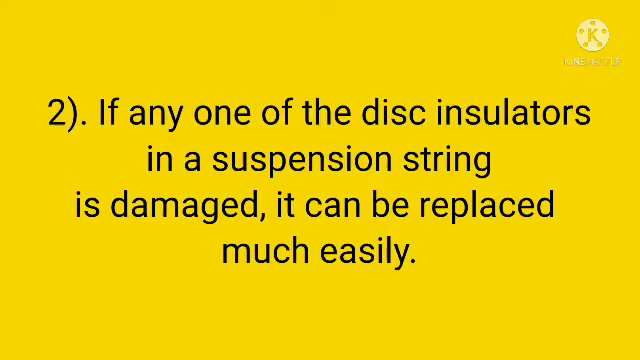 K
KINEMASTER
2). If any one of the disc insulators
in a suspension string
is damaged, it can be replaced
much easily.